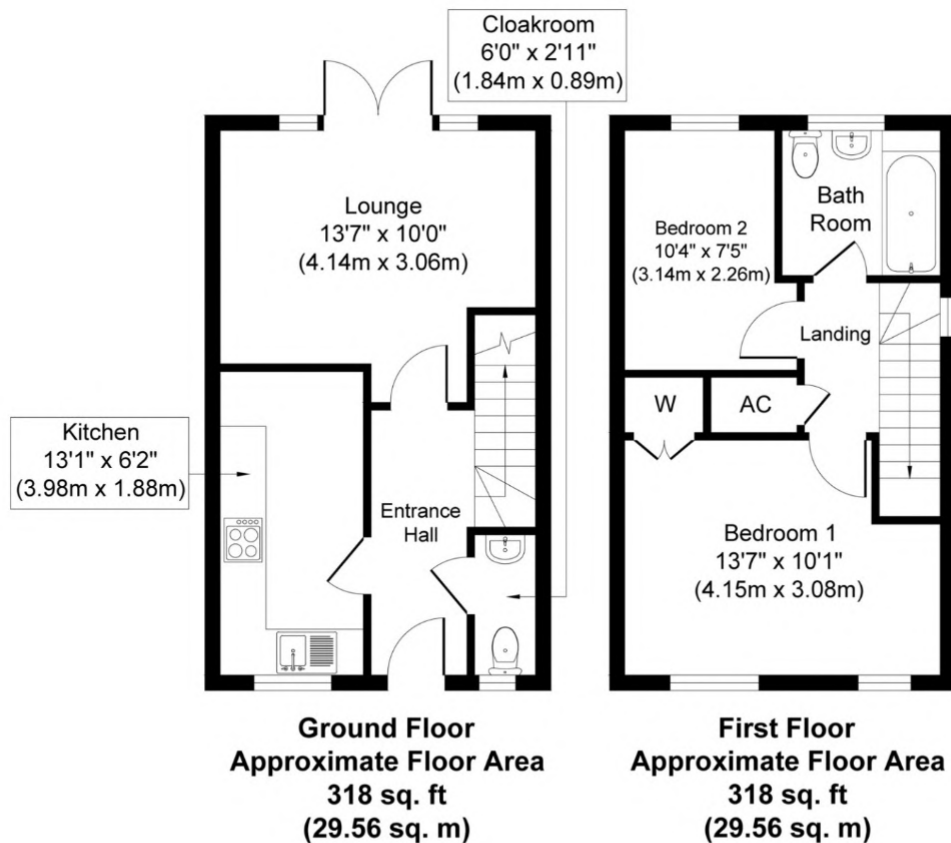 Cloakroom
6'0" x 2'11"
(1.84m x 0.89m)
Lounge
13'7" x 10'0"
(4.14m x 3.06m)
Kitchen
13'1" x 6'2"
(3.98m x 1.88m)
Entrance
Hall
Bath
Room
Bedroom 2
10'4" x 7'5"
(3.14m x 2.26m)
Landing
W
AC
Bedroom 1
13'7" x 10'1"
(4.15m x 3.08m)
Ground Floor
Approximate Floor Area
318 sq. ft
(29.56 sq. m)
First Floor
Approximate Floor Area
318 sq. ft
(29.56 sq. m)